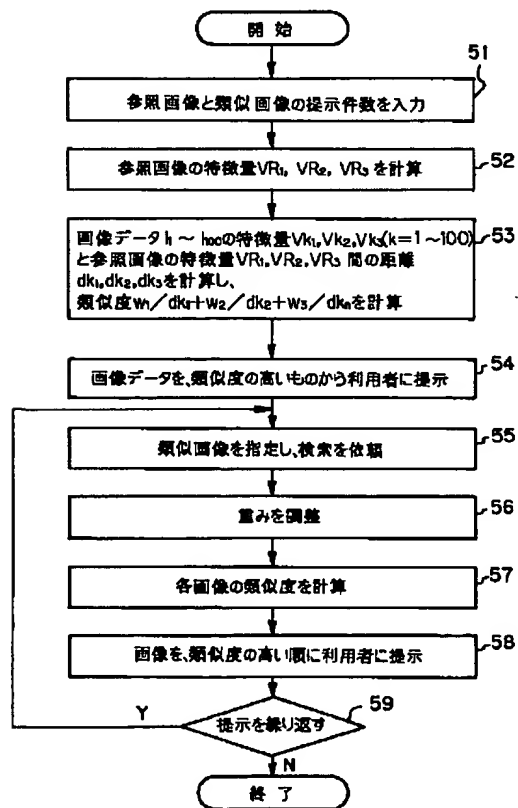 開始
51
参照画像と類似画像の提示件数を入力
52
参照画像の特徴量VR₁, VR₂, VR₃を計算
53
画像データI₁～I₁₀₀の特徴量Vk₁,Vk₂,Vk₃(k=1～100)
と参照画像の特徴量VR₁,VR₂,VR₃間の距離
dk₁,dk₂,dk₃を計算し、
類似度w₁/dk₁+w₂/dk₂+w₃/dkₙを計算
54
画像データを、類似度の高いものから利用者に提示
55
類似画像を指定し、検索を依頼
56
重みを調整
57
各画像の類似度を計算
58
画像を、類似度の高い順に利用者に提示
59
Y
提示を繰り返す
N
終了